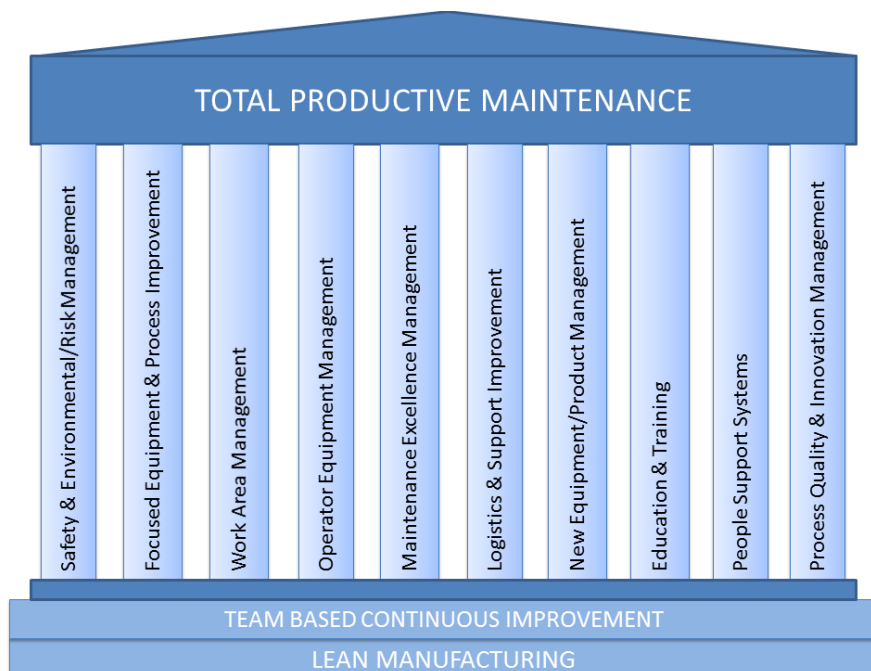 TOTAL PRODUCTIVE MAINTENANCE
Safety & Environmental/Risk Management
Focused Equipment & Process Improvement
Work Area Management
Operator Equipment Management
Maintenance Excellence Management
Logistics & Support Improvement
New Equipment/Product Management
Education & Training
People Support Systems
Process Quality & Innovation Management
TEAM BASED CONTINUOUS IMPROVEMENT
LEAN MANUFACTURING